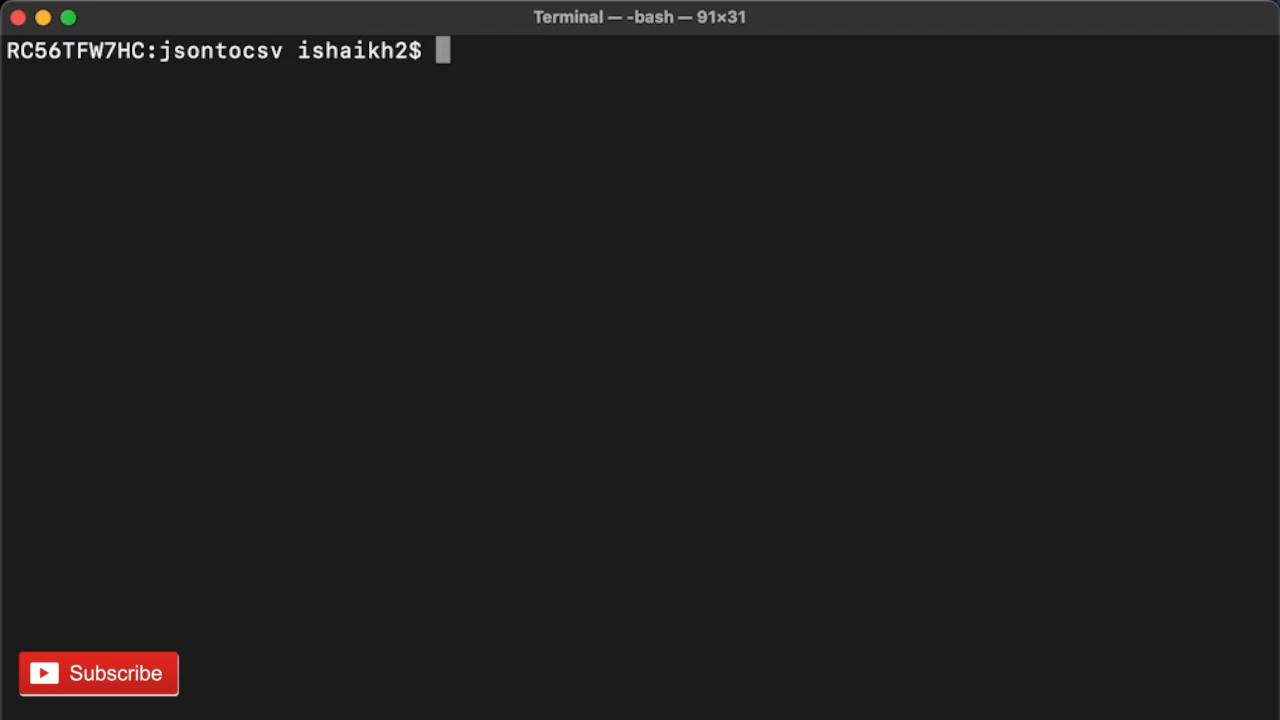 Terminal — -bash — 91×31
RC56TFW7HC:jsontocsv ishaikh2$
Subscribe